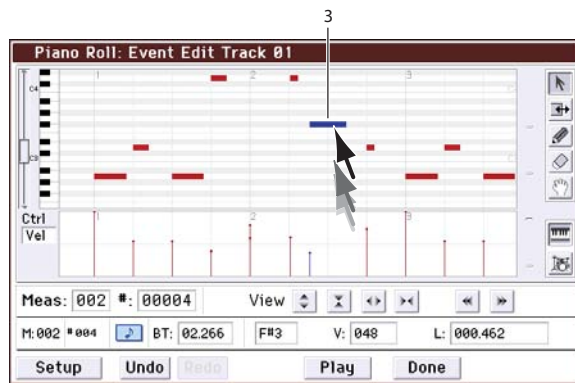 3
Piano Roll: Event Edit Track 01
1 2 3
C4
C3
Ctrl 1 2 3
Vel
Meas: 002 #: 00004 View
M:002 #004 BT: 02.266 F#3 V: 048 L: 000.462
Setup Undo Redo Play Done